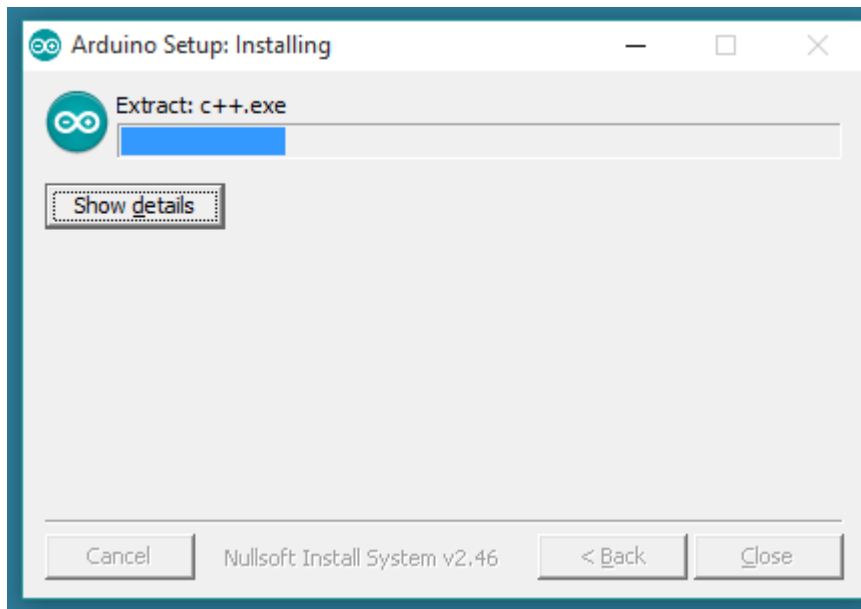 Arduino Setup: Installing
Extract: c++.exe
Show details
Cancel
Nullsoft Install System v2.46
< Back
Close